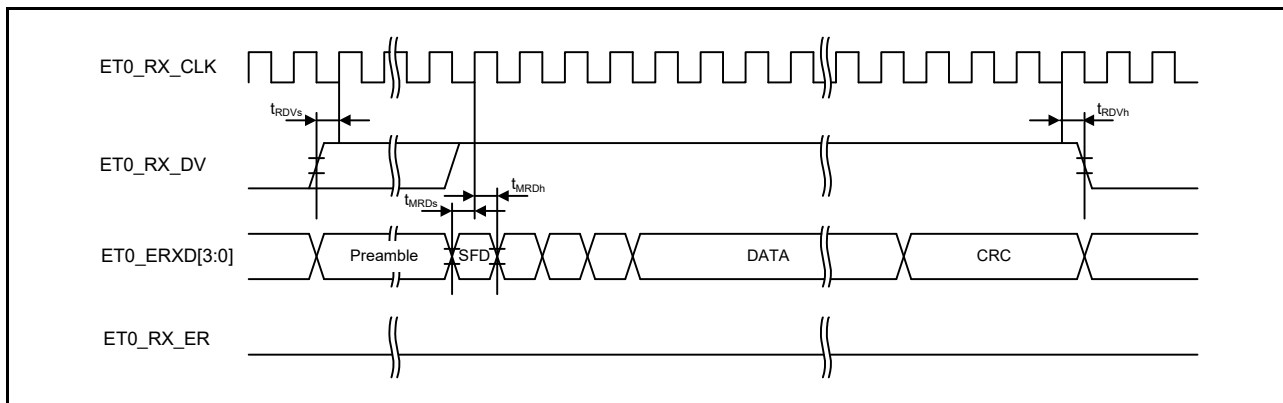 ET0_RX_CLK
tRDVs
tRDVh
ET0_RX_DV
tMRDs
tMRDh
ET0_ERXD[3:0]
Preamble
SFD
DATA
CRC
ET0_RX_ER